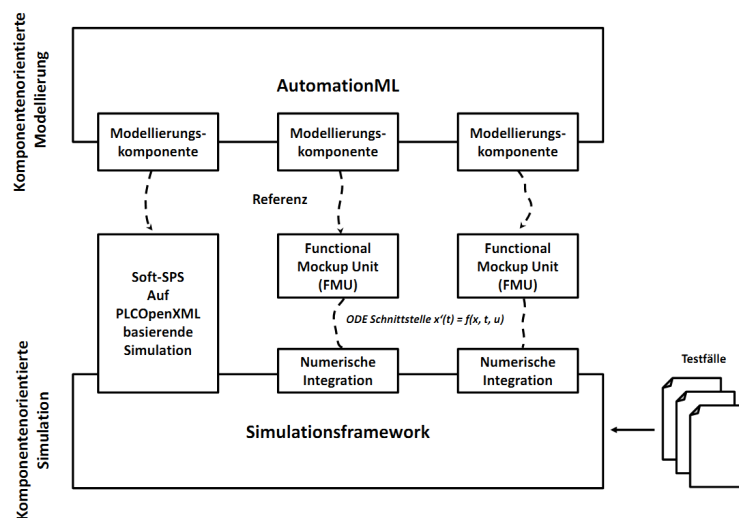 Komponentenorientierte
Modellierung
AutomationML
Modellierungs-
komponente
Modellierungs-
komponente
Modellierungs-
komponente
Referenz
Soft-SPS
Auf
PLCOpenXML
basierende
Simulation
Functional
Mockup Unit
(FMU)
Functional
Mockup Unit
(FMU)
ODE Schnittstelle x‘(t) = f(x, t, u)
Numerische
Integration
Numerische
Integration
Testfälle
Komponentenorientierte
Simulation
Simulationsframework